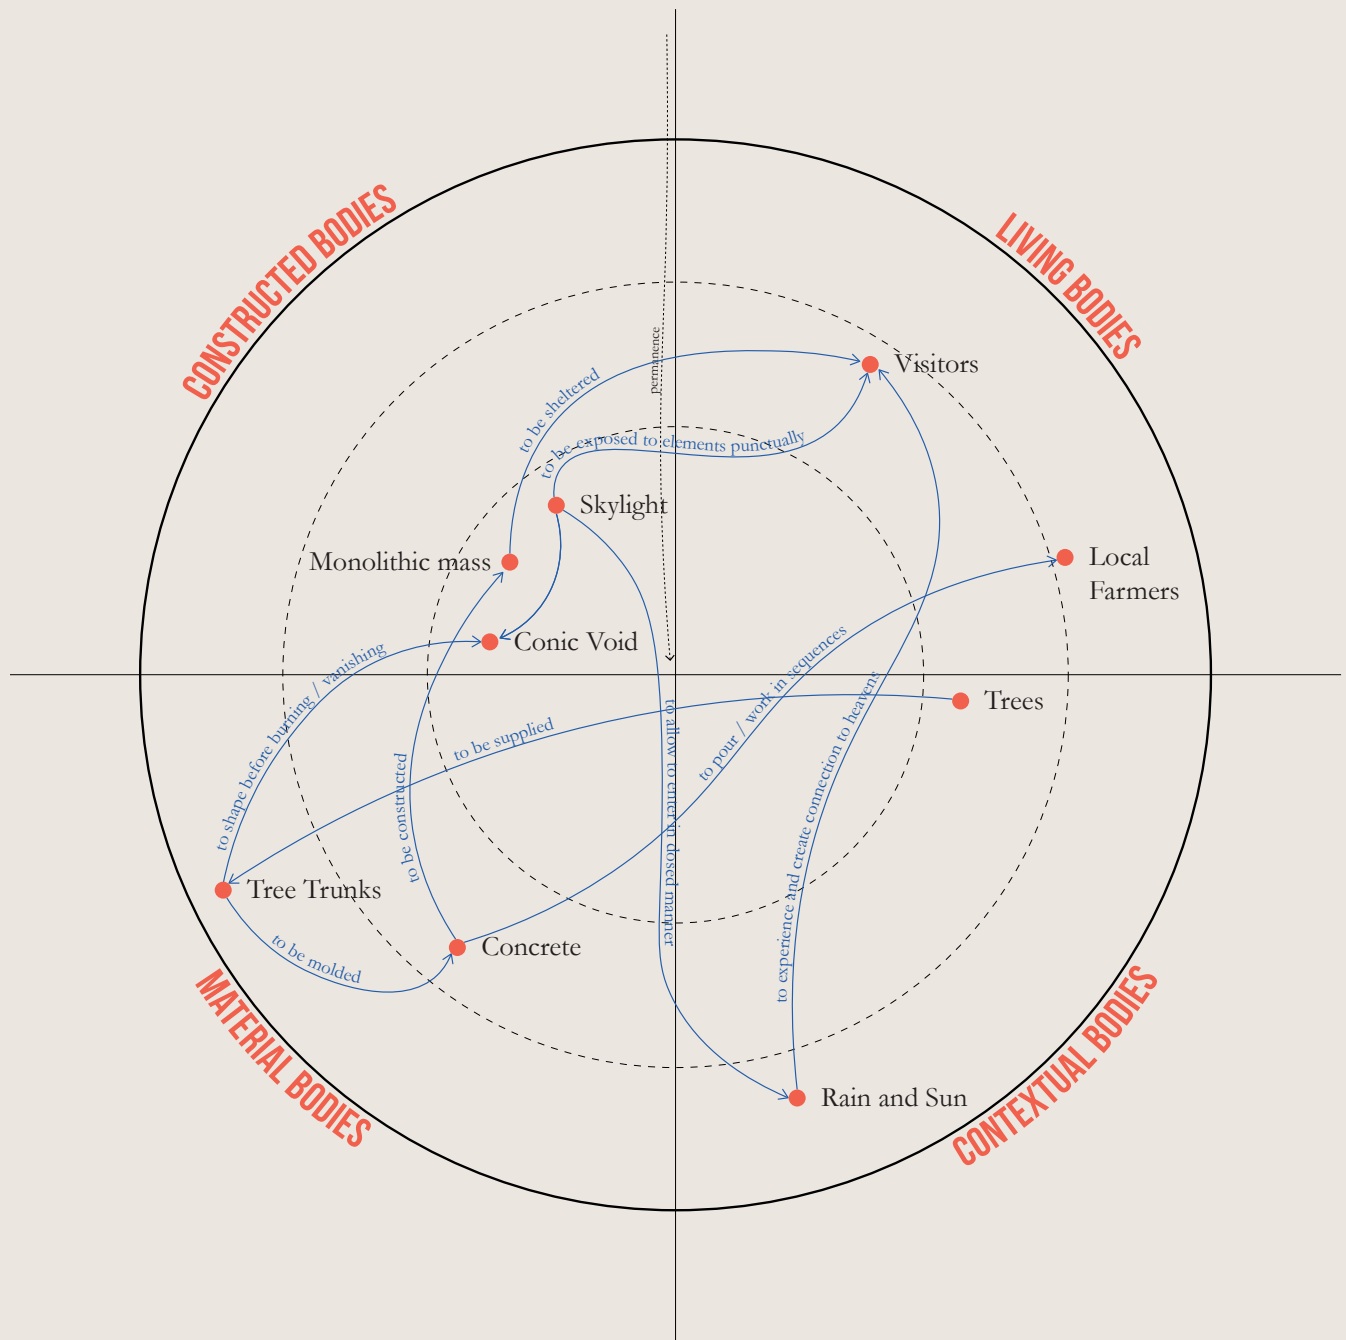 CONSTRUCTED BODIES
LIVING BODIES
permanence
Visitors
to be sheltered
to be exposed to elements punctually
Skylight
Monolithic mass
Local
Farmers
Conic Void
to shape before burning / vanishing
to pour / work in sequences
Trees
to be supplied
to be constructed
to allow to enter in dosed manner
to experience and create connection to heavens
Tree Trunks
to be molded
Concrete
MATERIAL BODIES
Rain and Sun
CONTEXTUAL BODIES